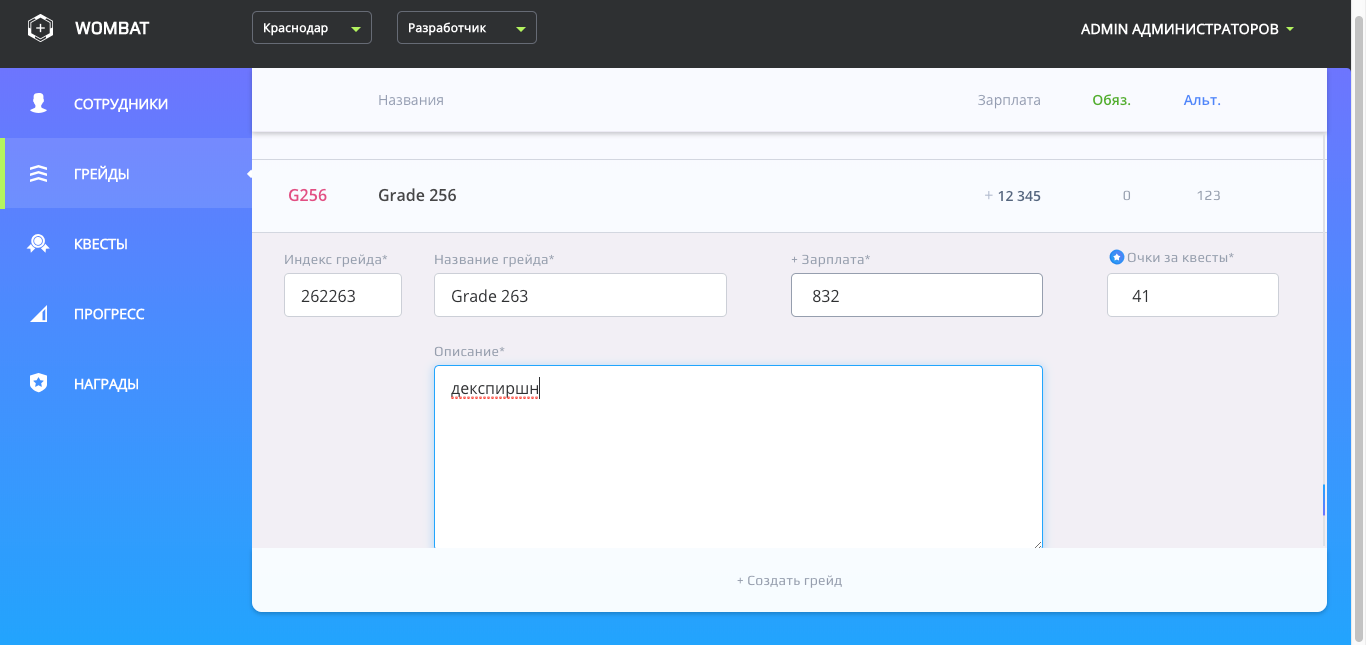 WOMBAT
Краснодар
Разработчик
ADMIN АДМИНИСТРАТОРОВ
СОТРУДНИКИ
ГРЕЙДЫ
КВЕСТЫ
ПРОГРЕСС
НАГРАДЫ
Названия Зарплата Обяз. Альт.
G256 Grade 256 + 12 345 0 123
Индекс грейда* Название грейда* + Зарплата* Очки за квесты*
262263 Grade 263 832 41
Описание*
декспиршн
+ Создать грейд